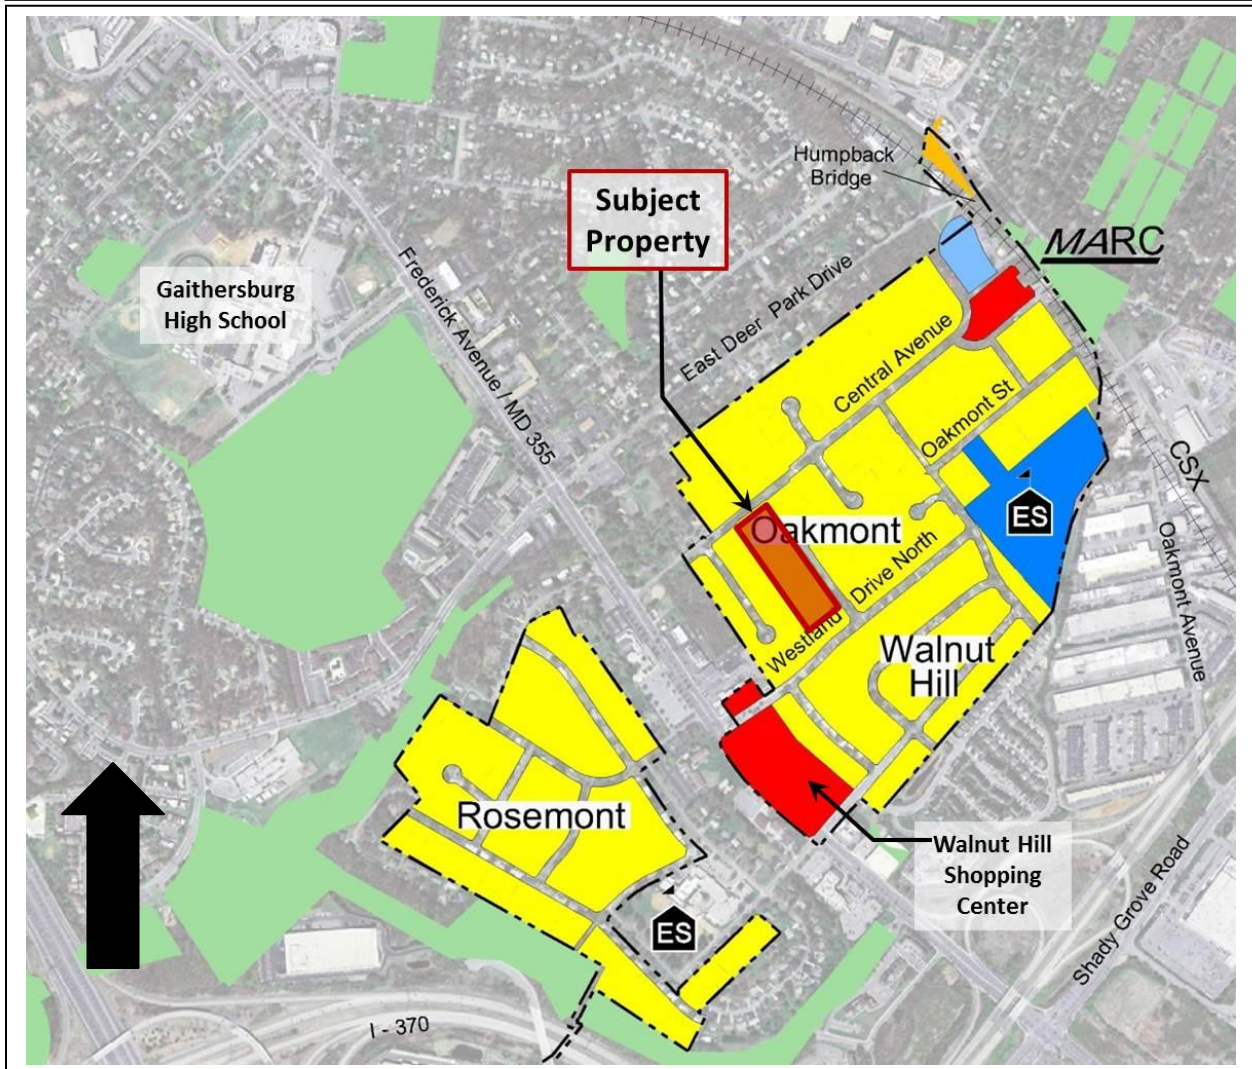 Humpback
Bridge
Subject
Property
MARC
Gaithersburg
High School
Frederick Avenue / MD 355
East Deer Park Drive
Central Avenue
Oakmont St
CSX
ES
Oakmont
Oakmont Avenue
Westland Drive North
Walnut
Hill
Rosemont
Walnut Hill
Shopping
Center
ES
Shady Grove Road
I - 370